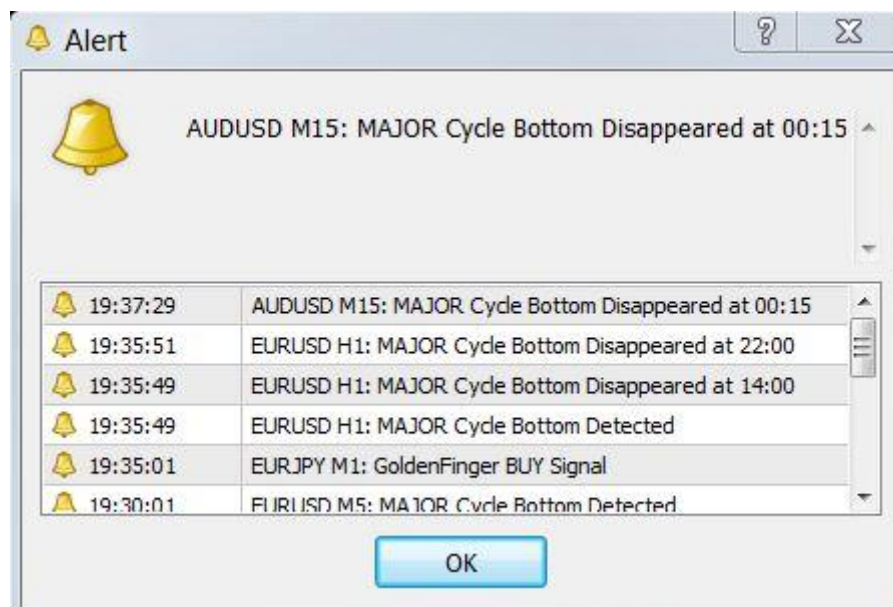 Alert
?
AUDUSD M15: MAJOR Cycle Bottom Disappeared at 00:15
19:37:29 AUDUSD M15: MAJOR Cycle Bottom Disappeared at 00:15
19:35:51 EURUSD H1: MAJOR Cycle Bottom Disappeared at 22:00
19:35:49 EURUSD H1: MAJOR Cycle Bottom Disappeared at 14:00
19:35:49 EURUSD H1: MAJOR Cycle Bottom Detected
19:35:01 EURJPY M1: GoldenFinger BUY Signal
19:30:01 EURUSD M5: MAJOR Cycle Bottom Detected
OK